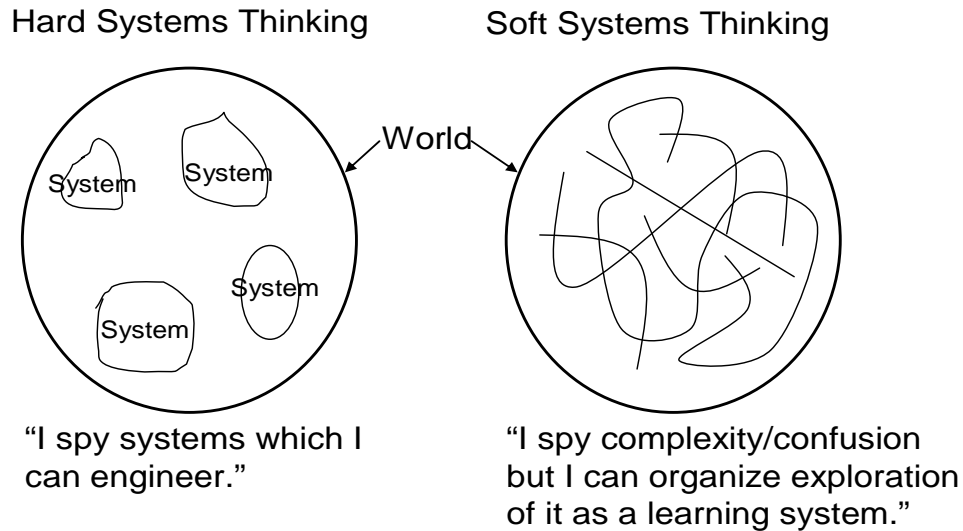 Hard Systems Thinking
Soft Systems Thinking
World
System
System
System
System
“I spy systems which I
can engineer.”
“I spy complexity/confusion
but I can organize exploration
of it as a learning system.”